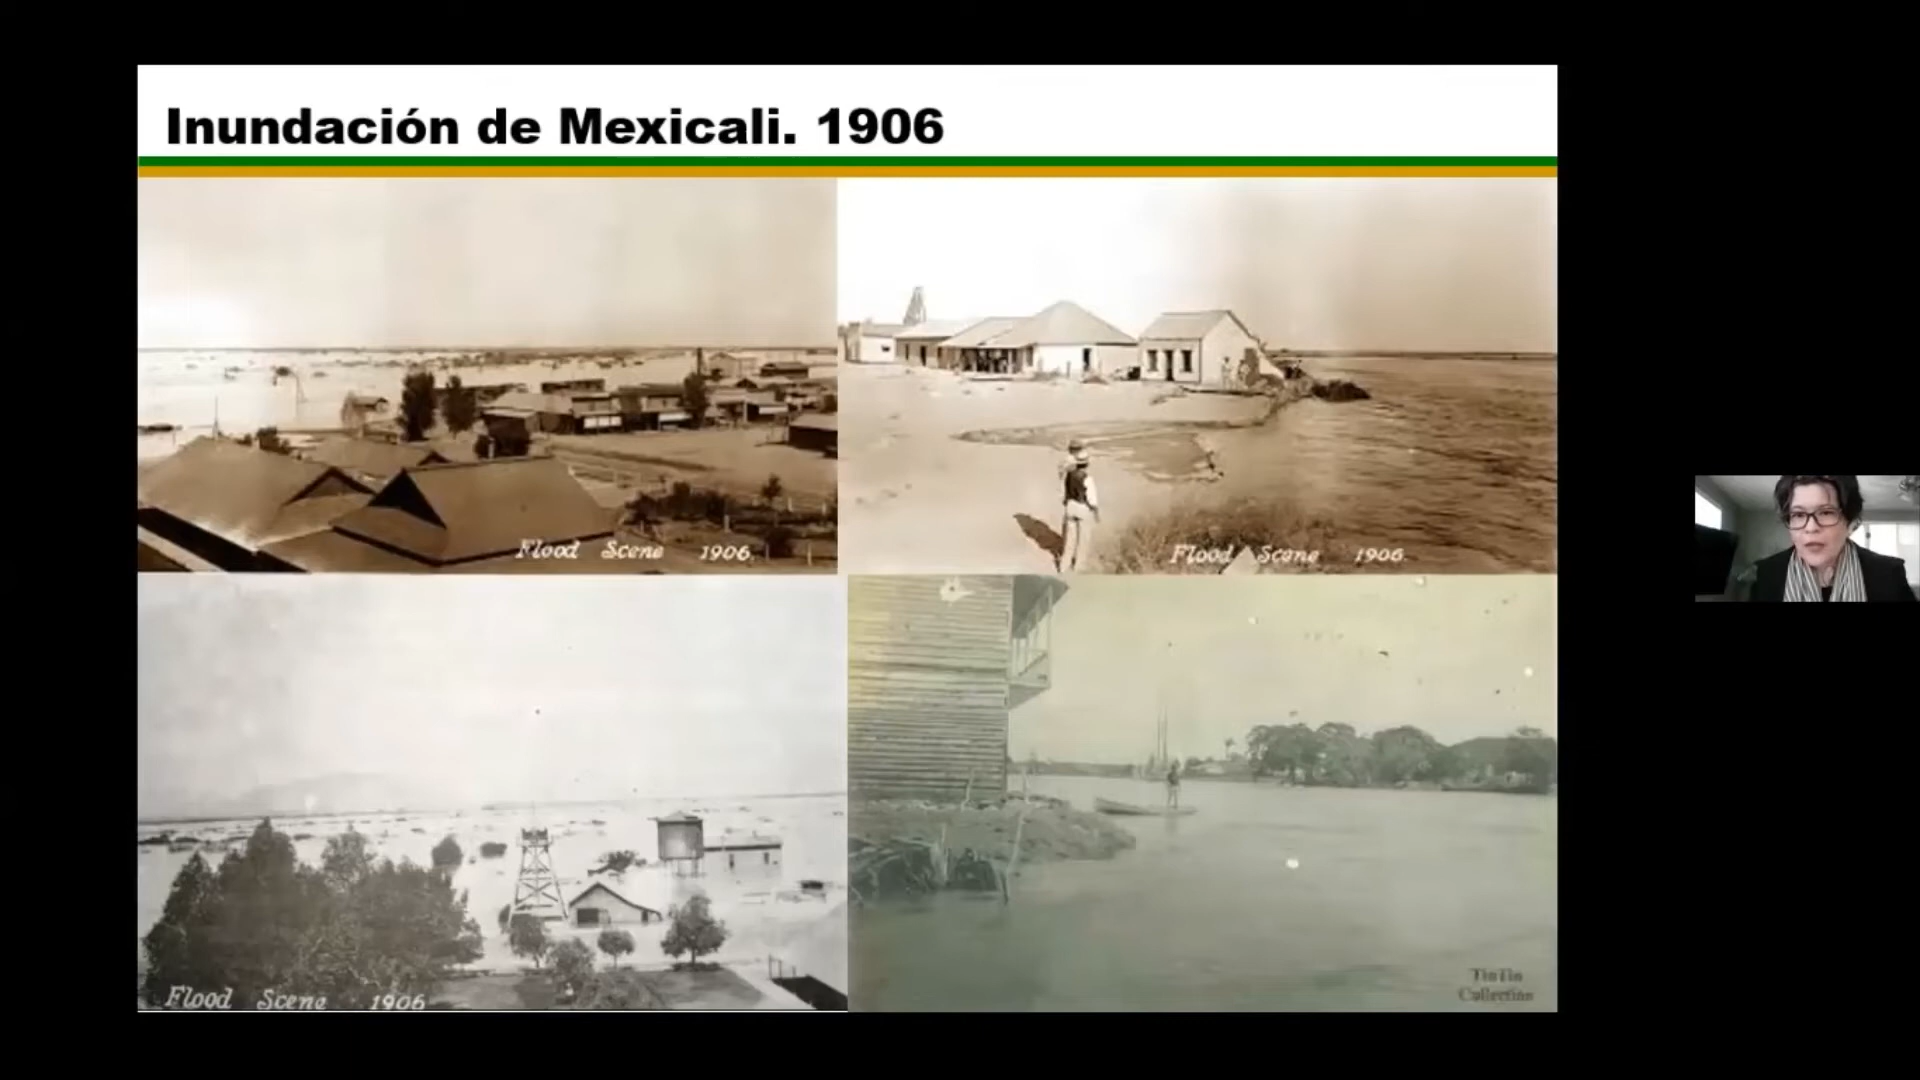 Inundación de Mexicali. 1906
Flood Scene 1906
Flood Scene 1906
Flood Scene 1906
TinTin
Collection